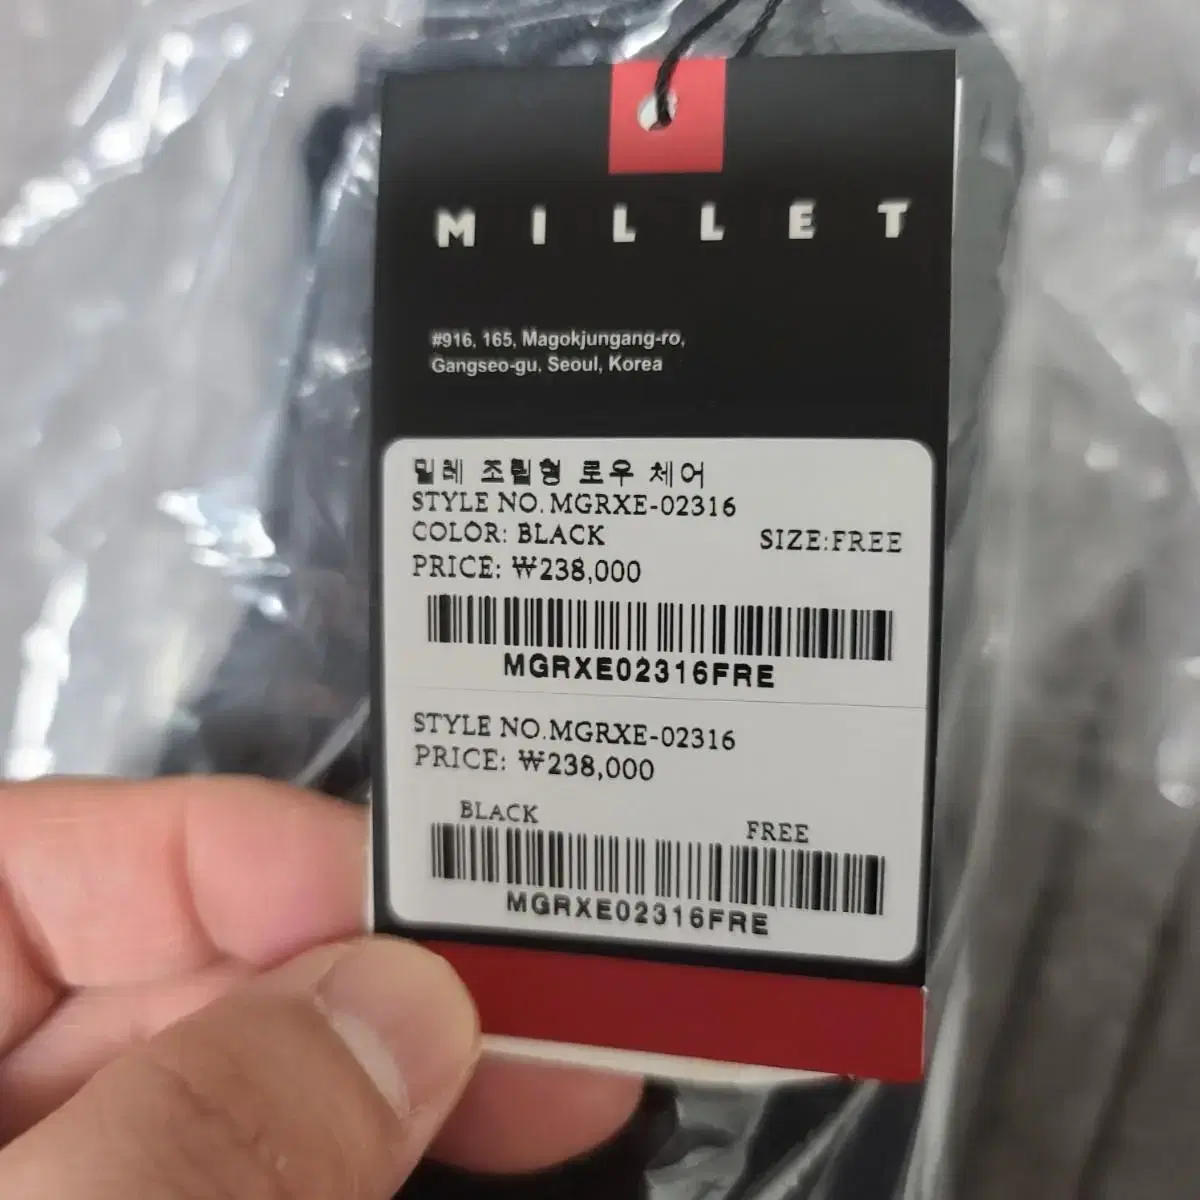 MILLET
#916, 165, Magokjungang-ro,
Gangseo-gu, Seoul, Korea
밀레 조립형 로우 체어
STYLE NO.MGRXE-02316
COLOR: BLACK SIZE:FREE
PRICE: ₩238,000
MGRXE02316FRE
STYLE NO.MGRXE-02316
PRICE: ₩238,000
BLACK FREE
MGRXE02316FRE